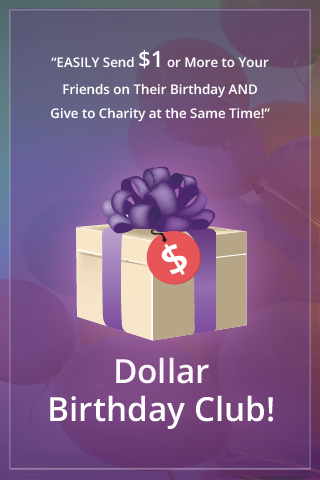 “EASILY Send $1 or More to Your
Friends on Their Birthday AND
Give to Charity at the Same Time!”
$
Dollar
Birthday Club!